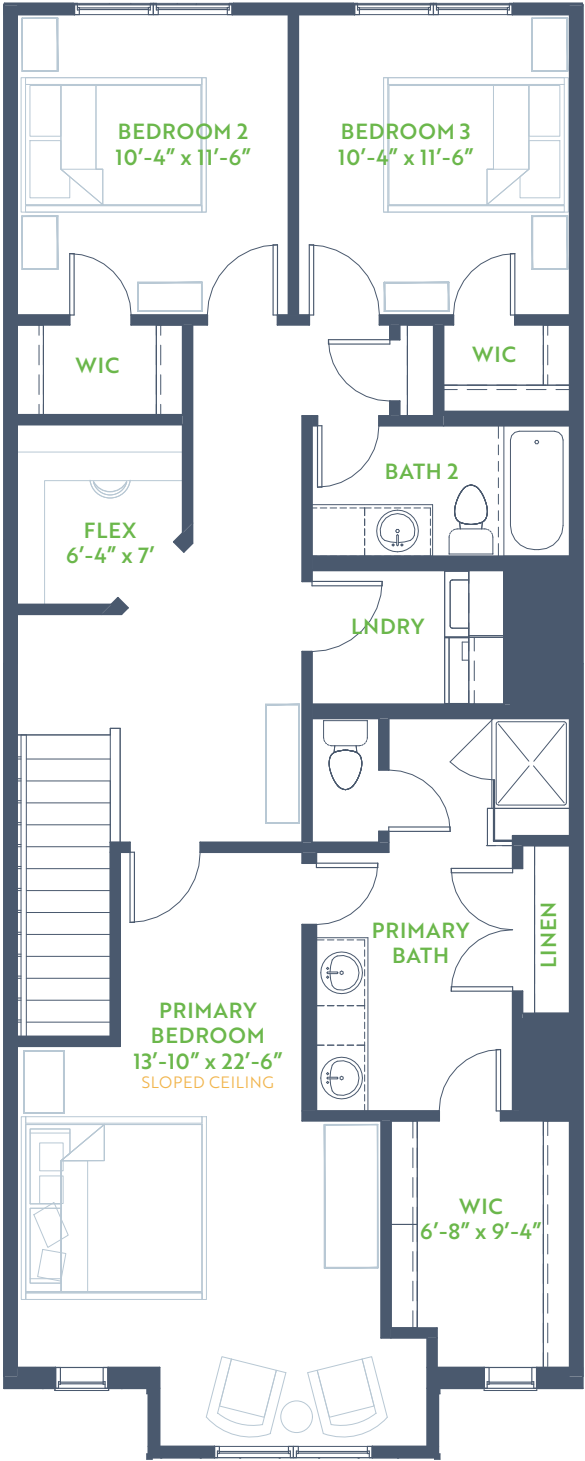 BEDROOM 2
10'-4" x 11'-6"
BEDROOM 3
10'-4" x 11'-6"
WIC
WIC
BATH 2
FLEX
6'-4" x 7'
LNDRY
PRIMARY
BATH
LINEN
PRIMARY
BEDROOM
13'-10" x 22'-6"
SLOPED CEILING
WIC
6'-8" x 9'-4"